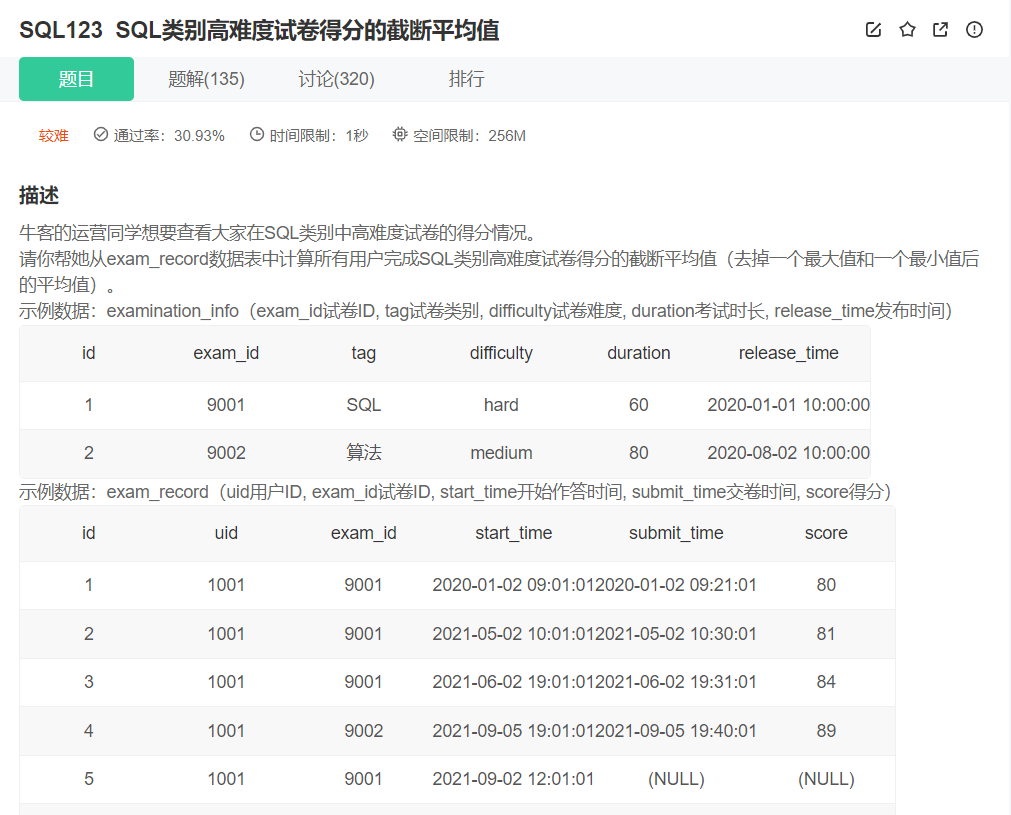 SQL123 SQL类别高难度试卷得分的截断平均值
题目 题解(135) 讨论(320) 排行
较难 通过率：30.93% 时间限制：1秒 空间限制：256M
描述
牛客的运营同学想要查看大家在SQL类别中高难度试卷的得分情况。
请你帮她从exam_record数据表中计算所有用户完成SQL类别高难度试卷得分的截断平均值（去掉一个最大值和一个最小值后
的平均值）。
示例数据：examination_info（exam_id试卷ID, tag试卷类别, difficulty试卷难度, duration考试时长, release_time发布时间）
id exam_id tag difficulty duration release_time
1 9001 SQL hard 60 2020-01-01 10:00:00
2 9002 算法 medium 80 2020-08-02 10:00:00
示例数据：exam_record（uid用户ID, exam_id试卷ID, start_time开始作答时间, submit_time交卷时间, score得分）
id uid exam_id start_time submit_time score
1 1001 9001 2020-01-02 09:01:01 2020-01-02 09:21:01 80
2 1001 9001 2021-05-02 10:01:01 2021-05-02 10:30:01 81
3 1001 9001 2021-06-02 19:01:01 2021-06-02 19:31:01 84
4 1001 9002 2021-09-05 19:01:01 2021-09-05 19:40:01 89
5 1001 9001 2021-09-02 12:01:01 (NULL) (NULL)